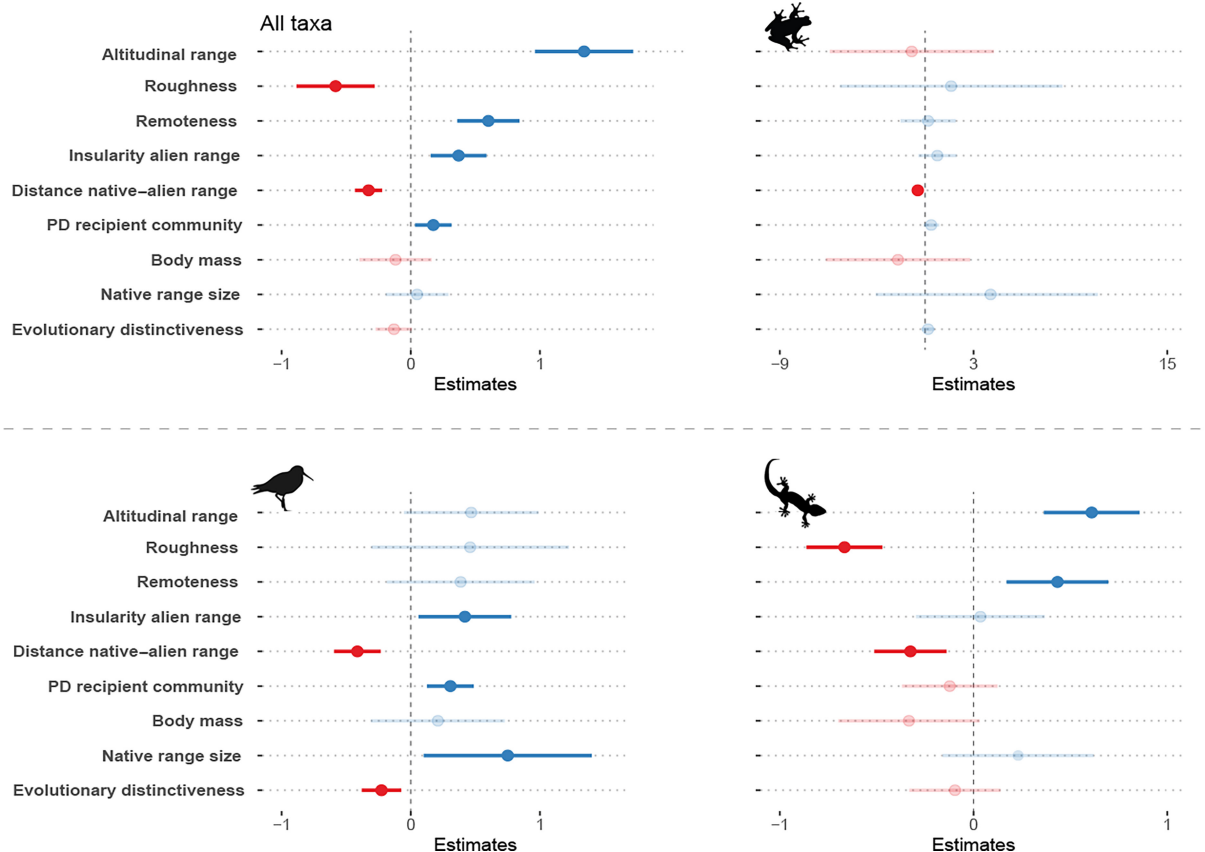 All taxa
Altitudinal range
Roughness
Remoteness
Insularity alien range
Distance native–alien range
PD recipient community
Body mass
Native range size
Evolutionary distinctiveness
−1 0 1
Estimates
−9 3 15
Estimates
Altitudinal range
Roughness
Remoteness
Insularity alien range
Distance native–alien range
PD recipient community
Body mass
Native range size
Evolutionary distinctiveness
−1 0 1
Estimates
−1 0 1
Estimates